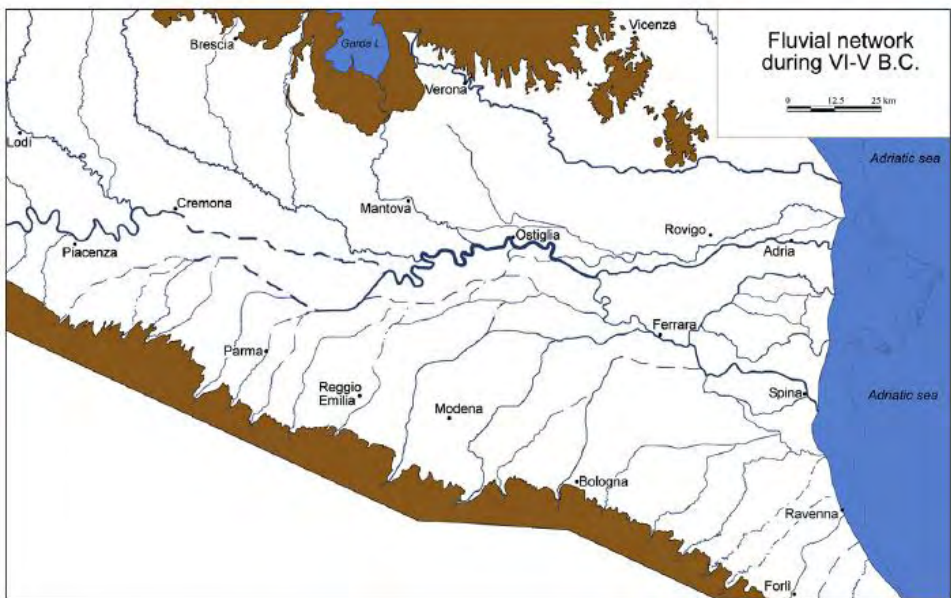 Fluvial network
during VI-V B.C.
0 12.5 25 km
Brescia
Garda L.
Vicenza
Verona
Lodi
Adriatic sea
Cremona
Mantova
Ostiglia
Rovigo
Adria
Piacenza
Ferrara
Parma
Reggio
Emilia
Modena
Spina
Adriatic sea
Bologna
Ravenna
Forlì